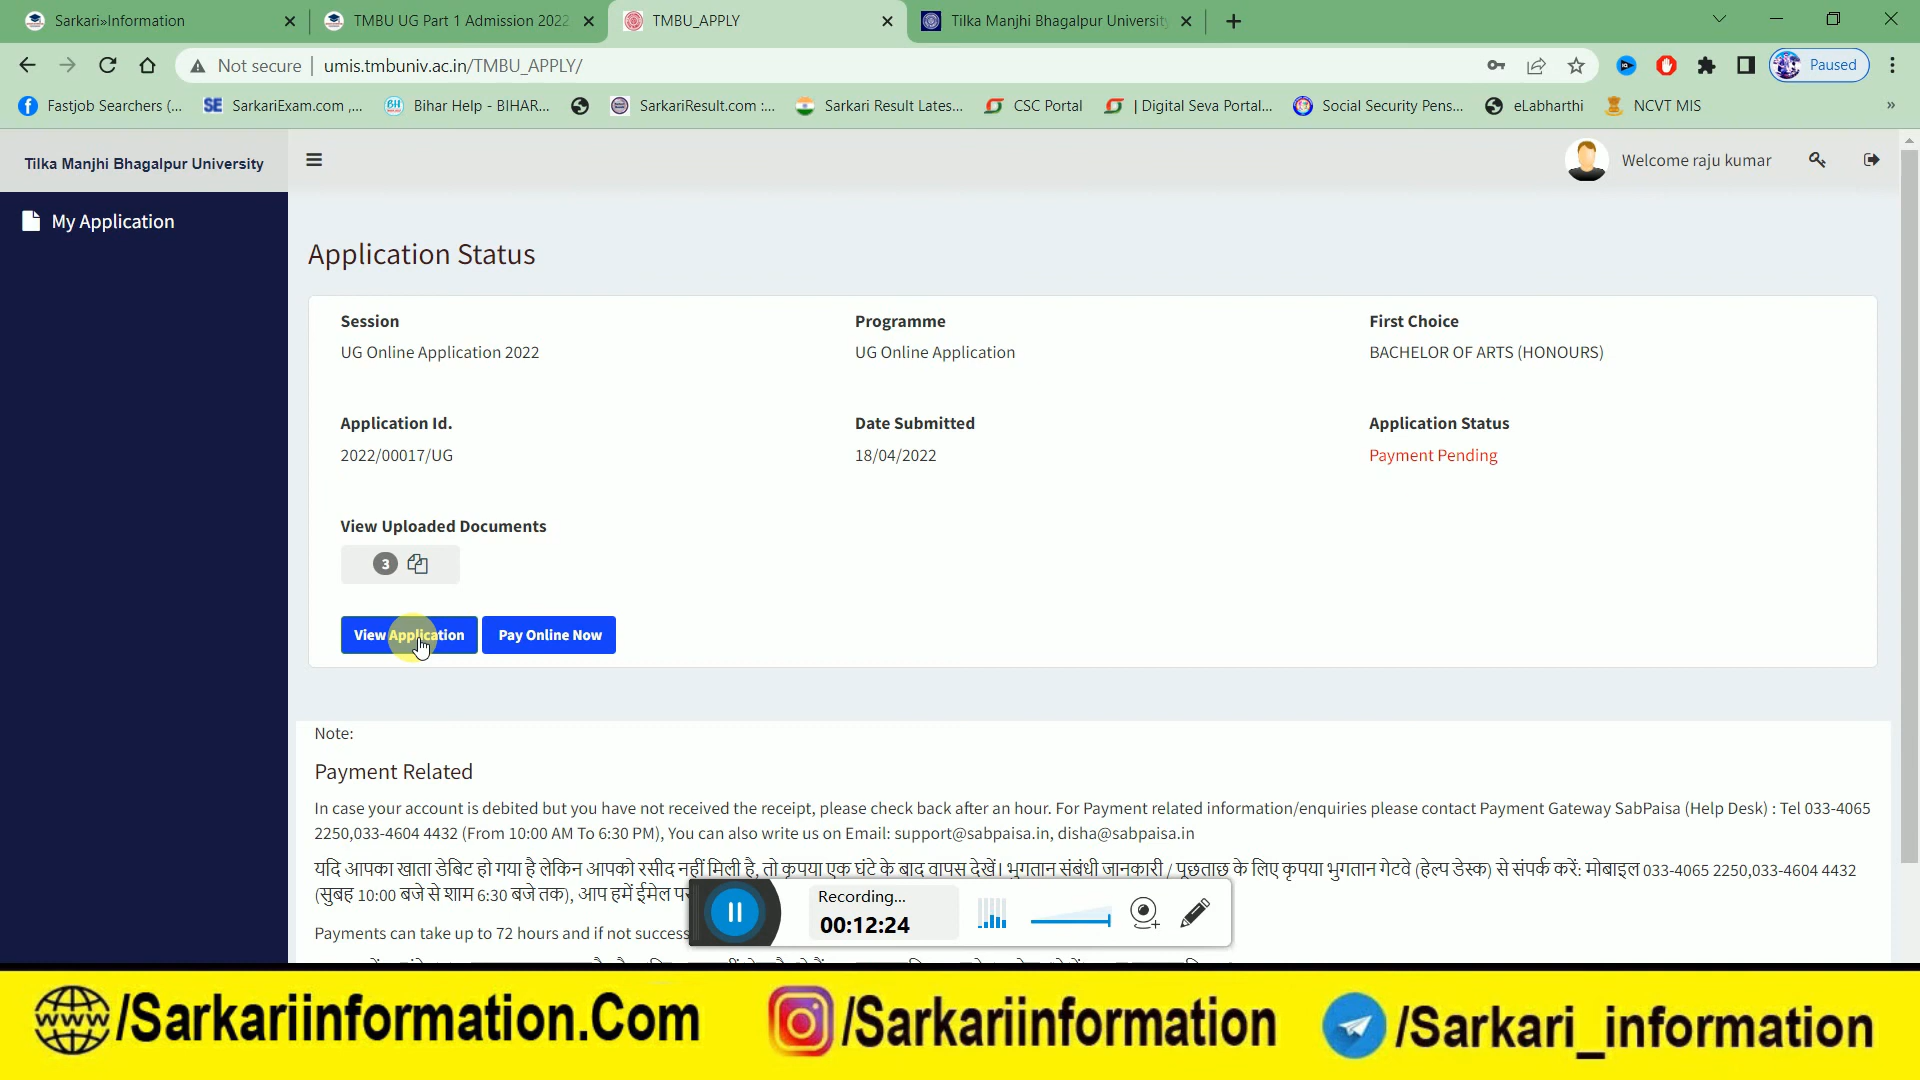 Sarkari»Information
TMBU UG Part 1 Admission 2022
TMBU_APPLY
Tilka Manjhi Bhagalpur University
Not secure
umis.tmbuniv.ac.in/TMBU_APPLY/
Paused
Fastjob Searchers (...
SE SarkariExam.com ,...
BH Bihar Help - BIHAR...
SarkariResult.com :...
Sarkari Result Lates...
CSC Portal
| Digital Seva Portal...
Social Security Pens...
eLabharthi
NCVT MIS
»
Tilka Manjhi Bhagalpur University
Welcome raju kumar
My Application
Application Status
Session
Programme
First Choice
UG Online Application 2022
UG Online Application
BACHELOR OF ARTS (HONOURS)
Application Id.
Date Submitted
Application Status
2022/00017/UG
18/04/2022
Payment Pending
View Uploaded Documents
3
View Application
Pay Online Now
Note:
Payment Related
In case your account is debited but you have not received the receipt, please check back after an hour. For Payment related information/enquiries please contact Payment Gateway SabPaisa (Help Desk) : Tel 033-4065
2250,033-4604 4432 (From 10:00 AM To 6:30 PM), You can also write us on Email: support@sabpaisa.in, disha@sabpaisa.in
यदि आपका खाता डेबिट हो गया है लेकिन आपको रसीद नहीं मिली है, तो कृपया एक घंटे के बाद वापस देखें। भुगतान संबंधी जानकारी / पूछताछ के लिए कृपया भुगतान गेटवे (हेल्प डेस्क) से संपर्क करें: मोबाइल 033-4065 2250,033-4604 4432
(सुबह 10:00 बजे से शाम 6:30 बजे तक), आप हमें ईमेल
Payments can take up to 72 hours and if not
Recording...
00:12:24
www /Sarkariinformation.Com
/Sarkariinformation
/Sarkari_information